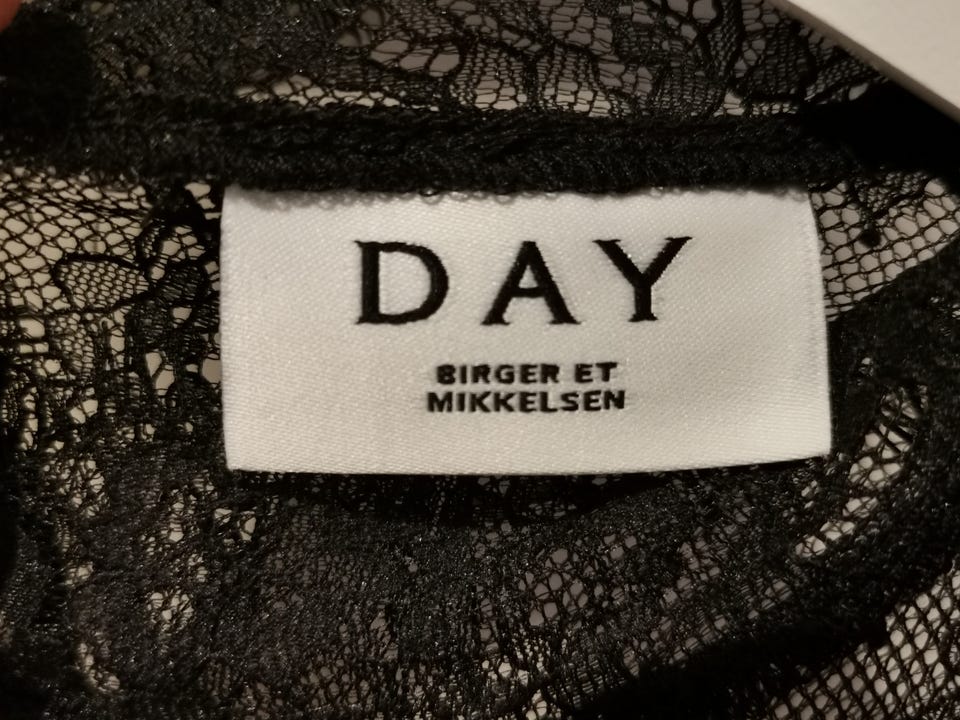 DAY
BIRGER ET
MIKKELSEN